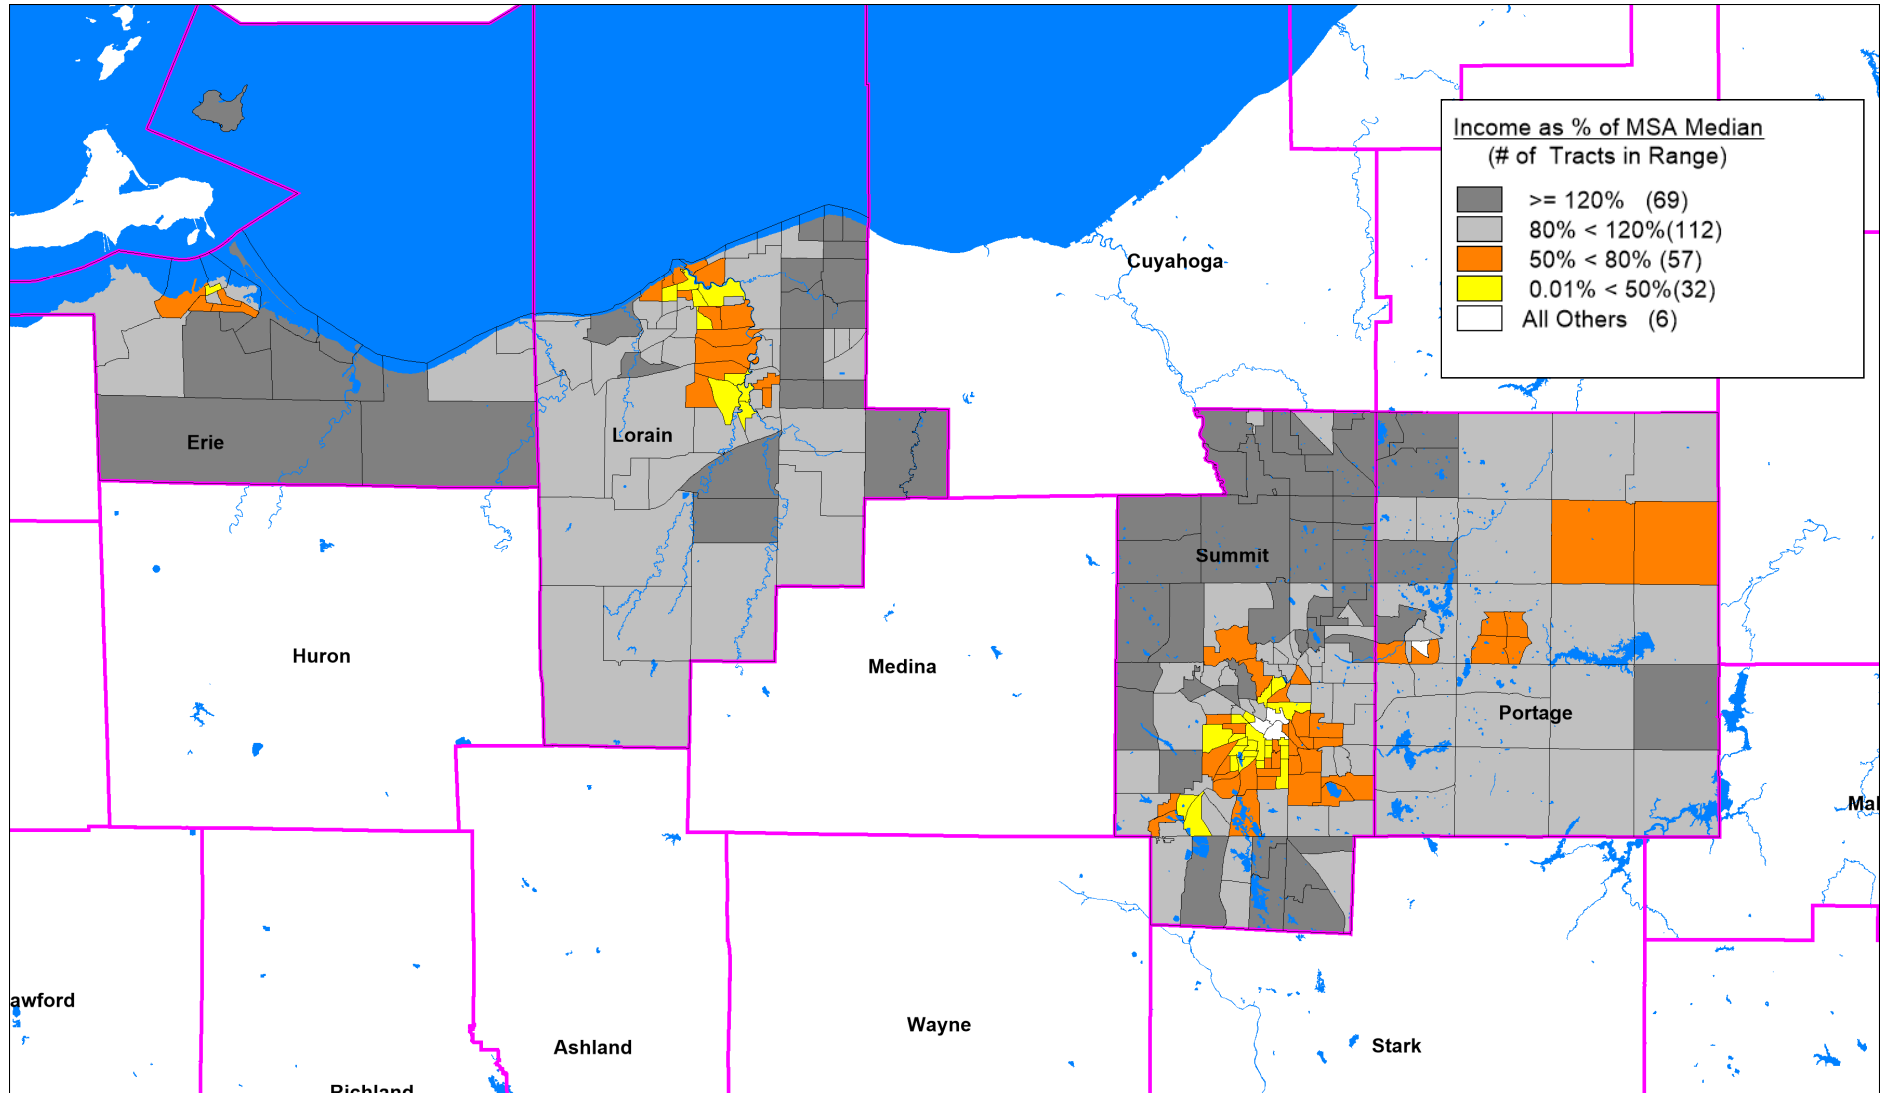 Income as % of MSA Median
(# of Tracts in Range)
>= 120% (69)
80% < 120%(112)
50% < 80% (57)
0.01% < 50%(32)
All Others (6)
Cuyahoga
Erie
Lorain
Summit
Huron
Medina
Portage
Mal
awford
Wayne
Ashland
Stark
Richland